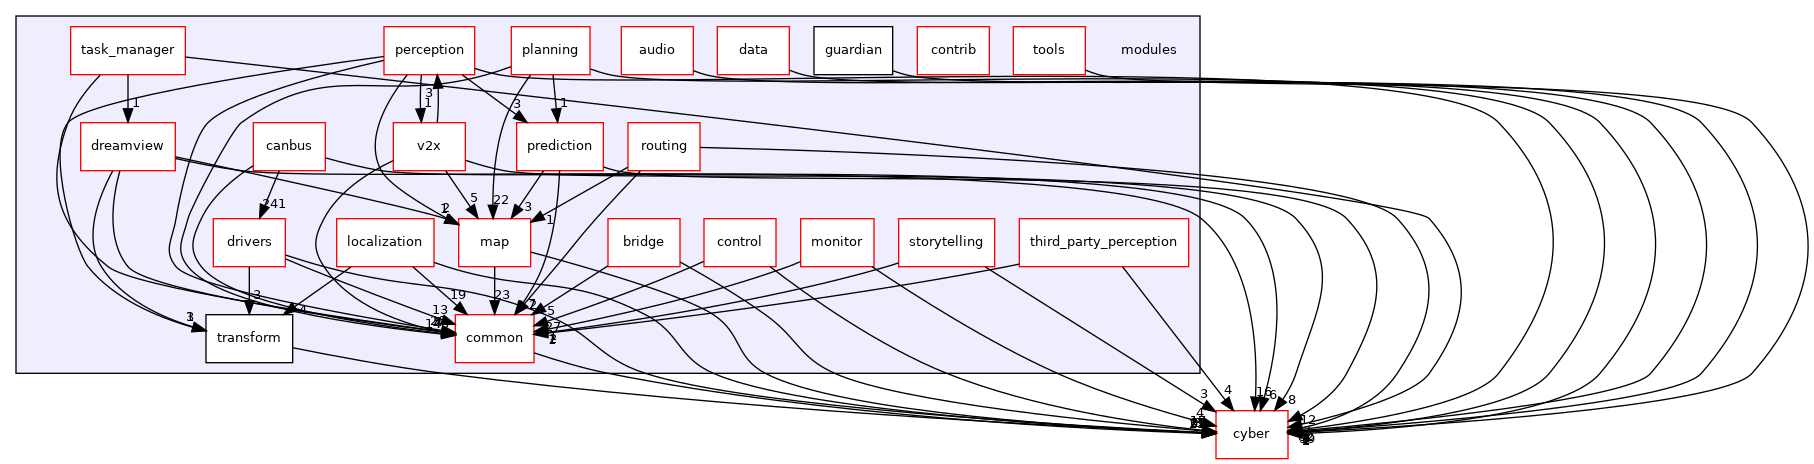 task_manager perception planning audio data guardian contrib tools modules
1 3 1 3 1
dreamview canbus v2x prediction routing
241 2 5 22 3 1
drivers localization map bridge control monitor storytelling third_party_perception
3 4 19 13 23 5
transform common
3 4 16 6 8
4 12
cyber